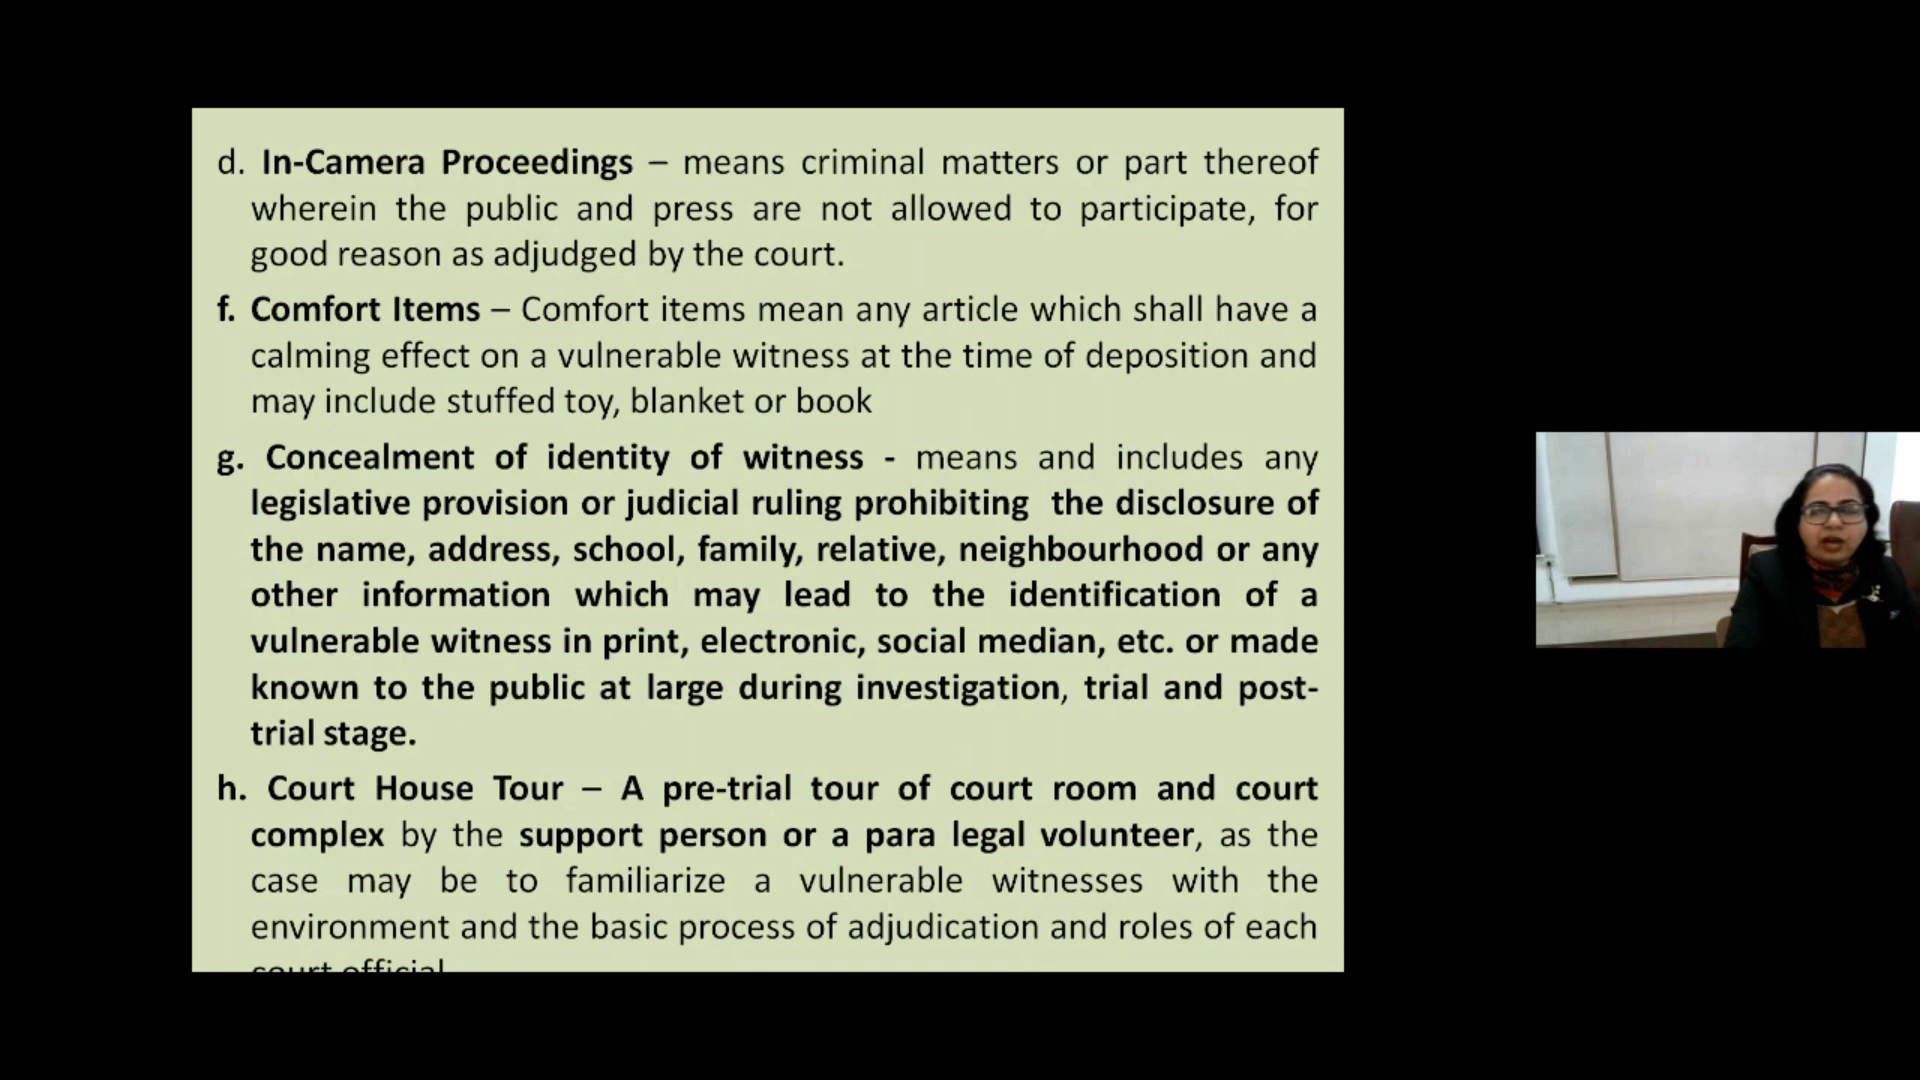 d. In-Camera Proceedings – means criminal matters or part thereof
wherein the public and press are not allowed to participate, for
good reason as adjudged by the court.
f. Comfort Items – Comfort items mean any article which shall have a
calming effect on a vulnerable witness at the time of deposition and
may include stuffed toy, blanket or book
g. Concealment of identity of witness - means and includes any
legislative provision or judicial ruling prohibiting the disclosure of
the name, address, school, family, relative, neighbourhood or any
other information which may lead to the identification of a
vulnerable witness in print, electronic, social median, etc. or made
known to the public at large during investigation, trial and post-
trial stage.
h. Court House Tour – A pre-trial tour of court room and court
complex by the support person or a para legal volunteer, as the
case may be to familiarize a vulnerable witnesses with the
environment and the basic process of adjudication and roles of each
court official